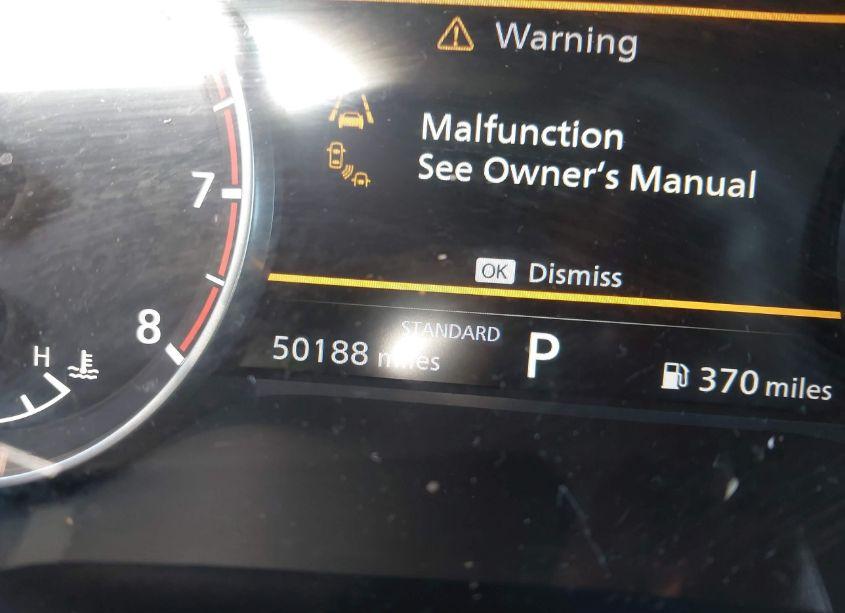 Warning
Malfunction
See Owner's Manual
OK Dismiss
7
8
H
STANDARD
50188 miles
P
370 miles